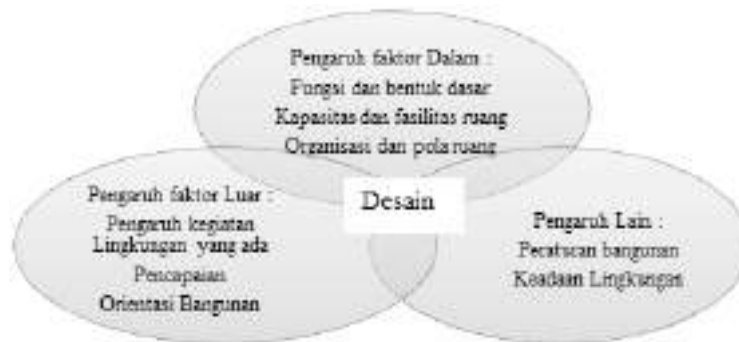 Pengaruh faktor Dalam :
Fungsi dan bentuk dasar
Kapasitas dan fasilitas ruang
Organisasi dan pola ruang
Pengaruh faktor Luar :
Pengaruh kegiatan
Lingkungan yang ada
Pencapaian
Orientasi Bangunan
Desain
Pengaruh Lain :
Peraturan bangunan
Keadaan Lingkungan